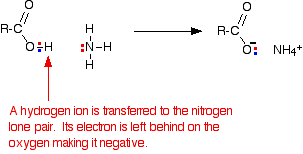 O
R-C
O H
H
N-H
H
O
R-C
O-
NH4+
A hydrogen ion is transferred to the nitrogen
lone pair. Its electron is left behind on the
oxygen making it negative.